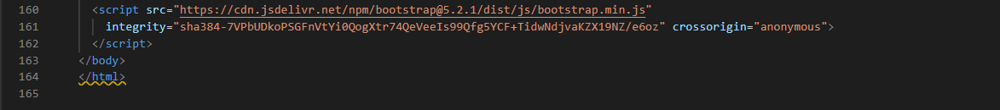 160 <script src="https://cdn.jsdelivr.net/npm/bootstrap@5.2.1/dist/js/bootstrap.min.js"
161 integrity="sha384-7VPbUDkoPSGFnVtYi0QogXtr74QeVeeIs99Qfg5YCF+TidwNdjvaKZX19NZ/e6oz" crossorigin="anonymous">
162 </script>
163 </body>
164 </html>
165